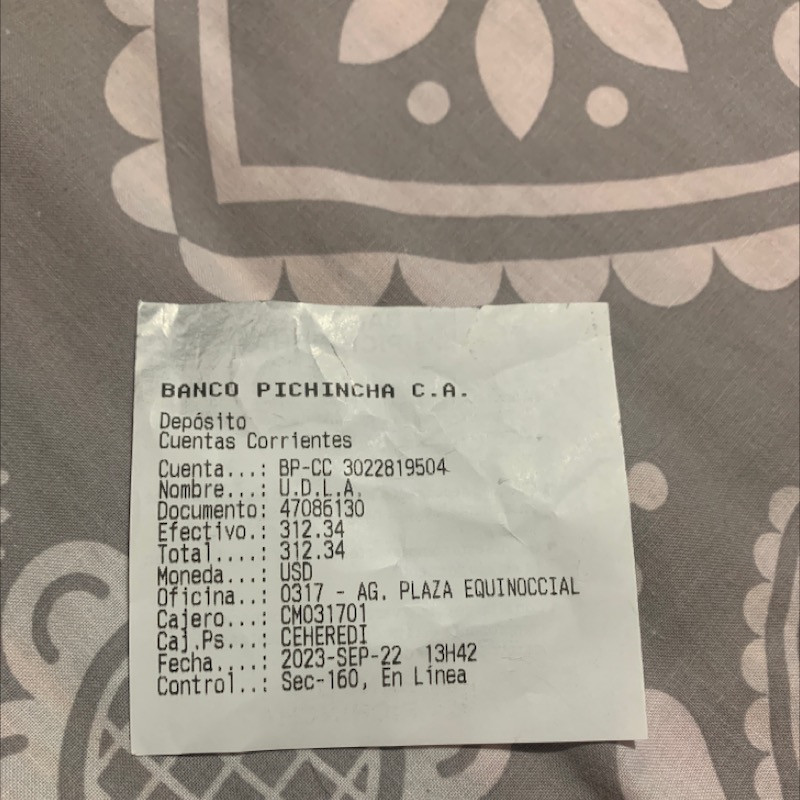 BANCO PICHINCHA C.A.
Depósito
Cuentas Corrientes
Cuenta...: BP-CC 3022819504
Nombre...: U.D.L.A.
Documento: 47086130
Efectivo.: 312.34
Total....: 312.34
Moneda...: USD
Oficina..: 0317 - AG. PLAZA EQUINOCCIAL
Cajero...: CM031701
Caj.Ps...: CEHEREDI
Fecha....: 2023-SEP-22 13H42
Control..: Sec-160, En Línea